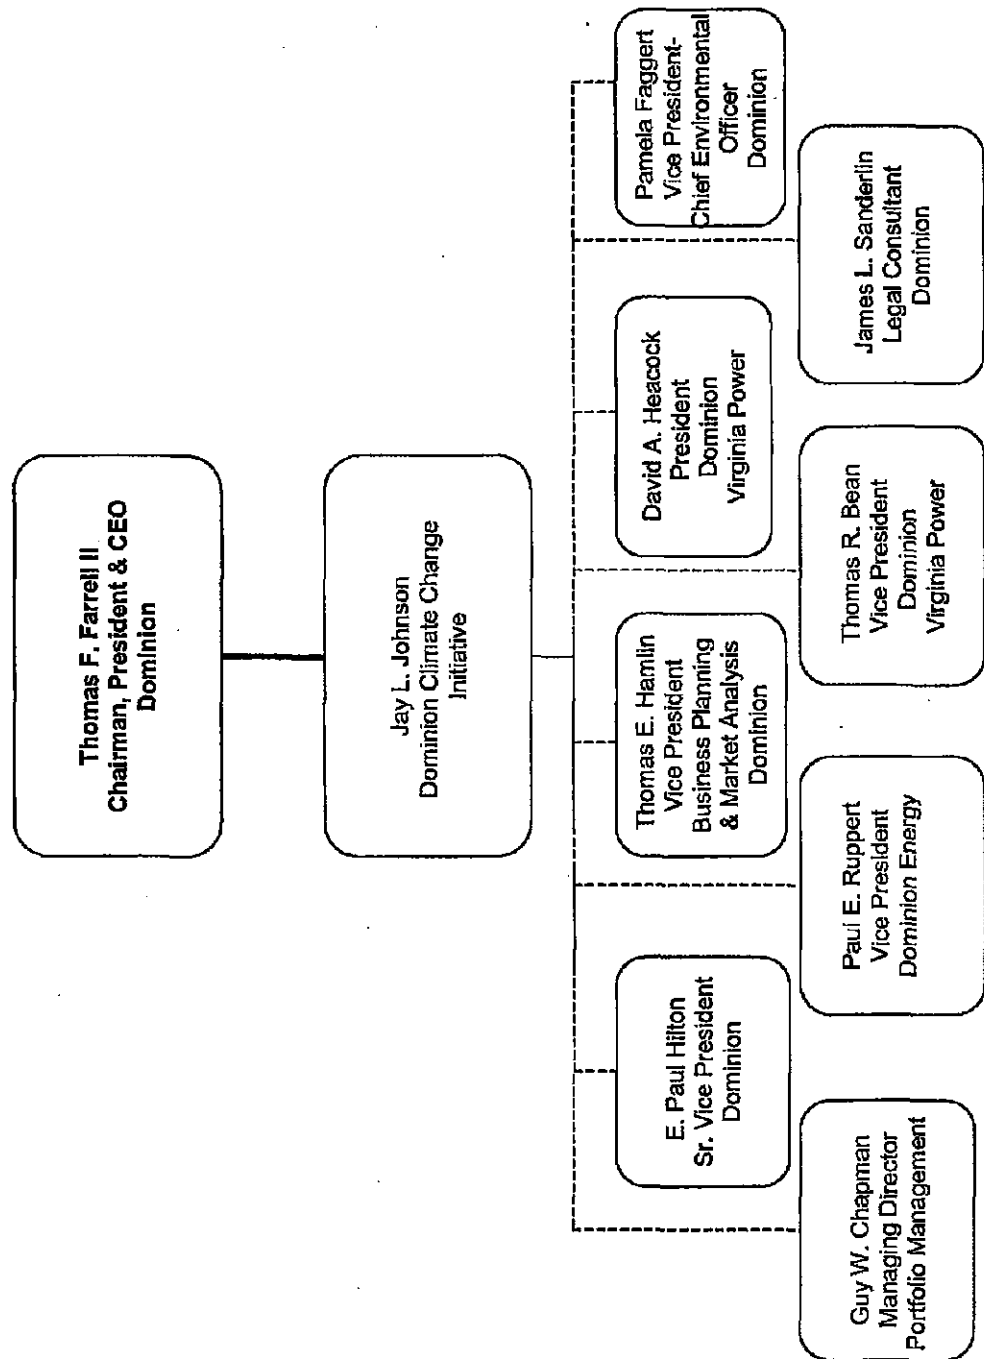 Thomas F. Farrell II
Chairman, President & CEO
Dominion
Jay L. Johnson
Dominion Climate Change
Initiative
E. Paul Hilton
Sr. Vice President
Dominion
Thomas E. Hamlin
Vice President
Business Planning
& Market Analysis
Dominion
David A. Heacock
President
Dominion
Virginia Power
Pamela Faggert
Vice President-
Chief Environmental
Officer
Dominion
Guy W. Chapman
Managing Director
Portfolio Management
Paul E. Ruppert
Vice President
Dominion Energy
Thomas R. Bean
Vice President
Dominion
Virginia Power
James L. Sanderlin
Legal Consultant
Dominion